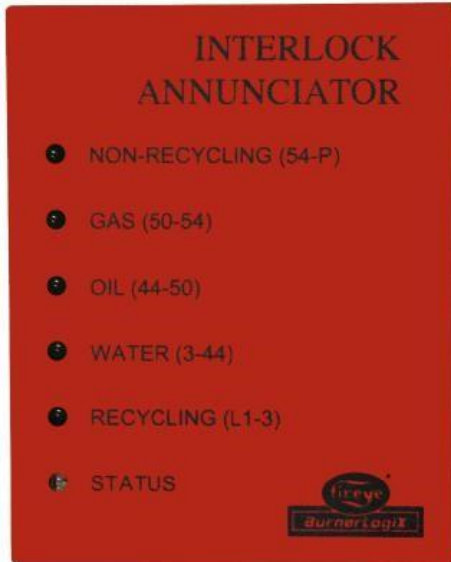 INTERLOCK
ANNUNCIATOR
NON-RECYCLING (54-P)
GAS (50-54)
OIL (44-50)
WATER (3-44)
RECYCLING (L1-3)
STATUS
fireye
BurnerLogiX